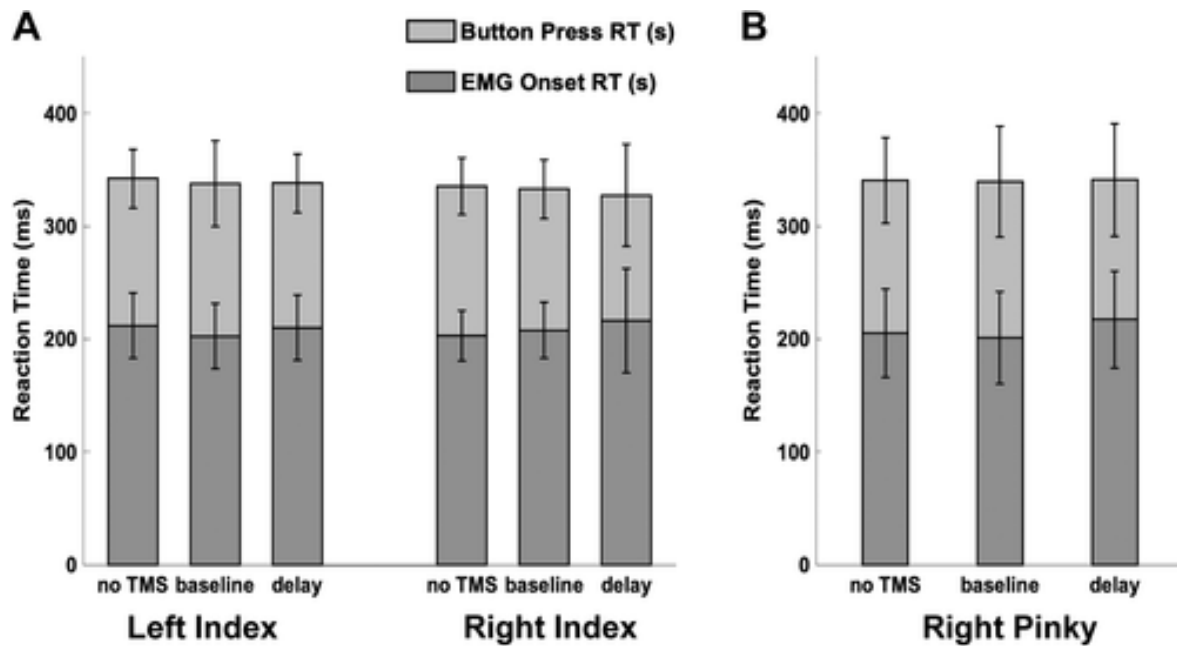 A
Button Press RT (s)
EMG Onset RT (s)
Reaction Time (ms)
400
300
200
100
0
no TMS baseline delay
Left Index
no TMS baseline delay
Right Index
B
Reaction Time (ms)
400
300
200
100
0
no TMS baseline delay
Right Pinky